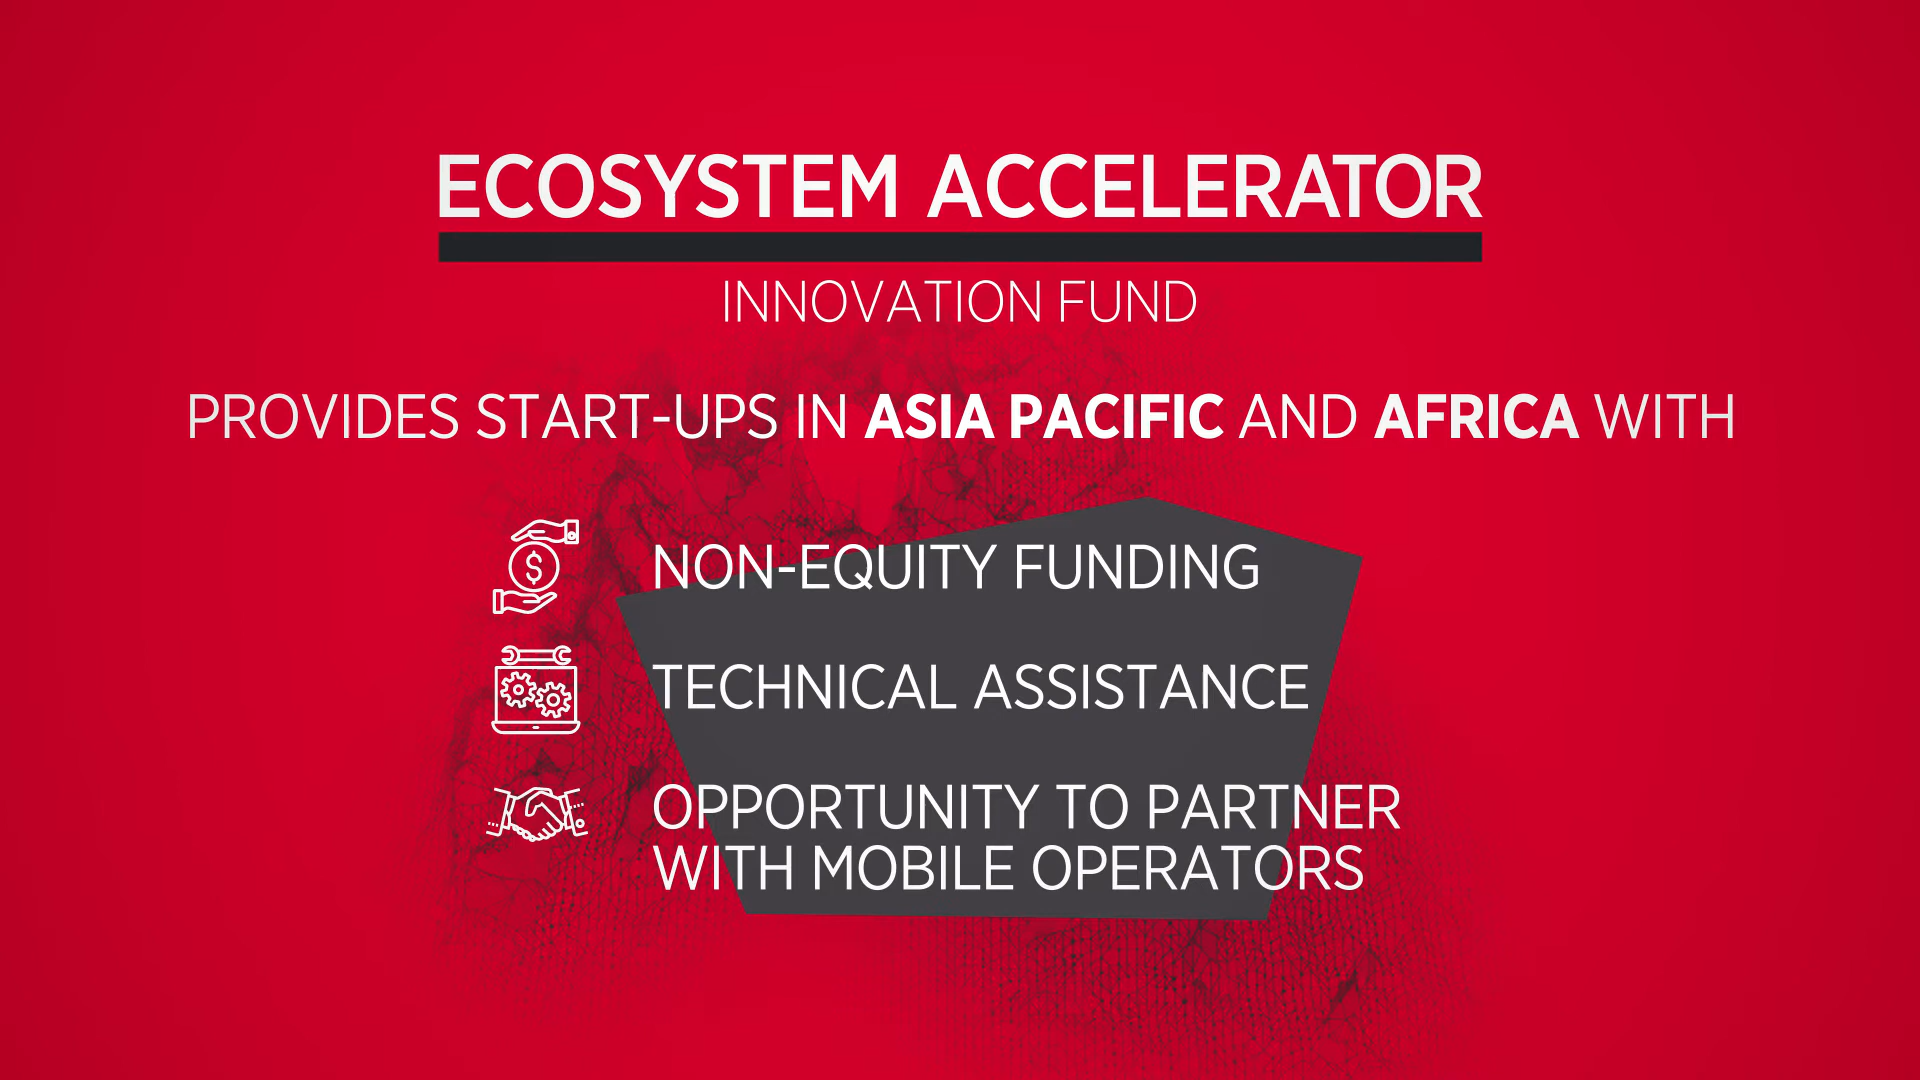 ECOSYSTEM ACCELERATOR
INNOVATION FUND
PROVIDES START-UPS IN ASIA PACIFIC AND AFRICA WITH
$
NON-EQUITY FUNDING
TECHNICAL ASSISTANCE
OPPORTUNITY TO PARTNER
WITH MOBILE OPERATORS